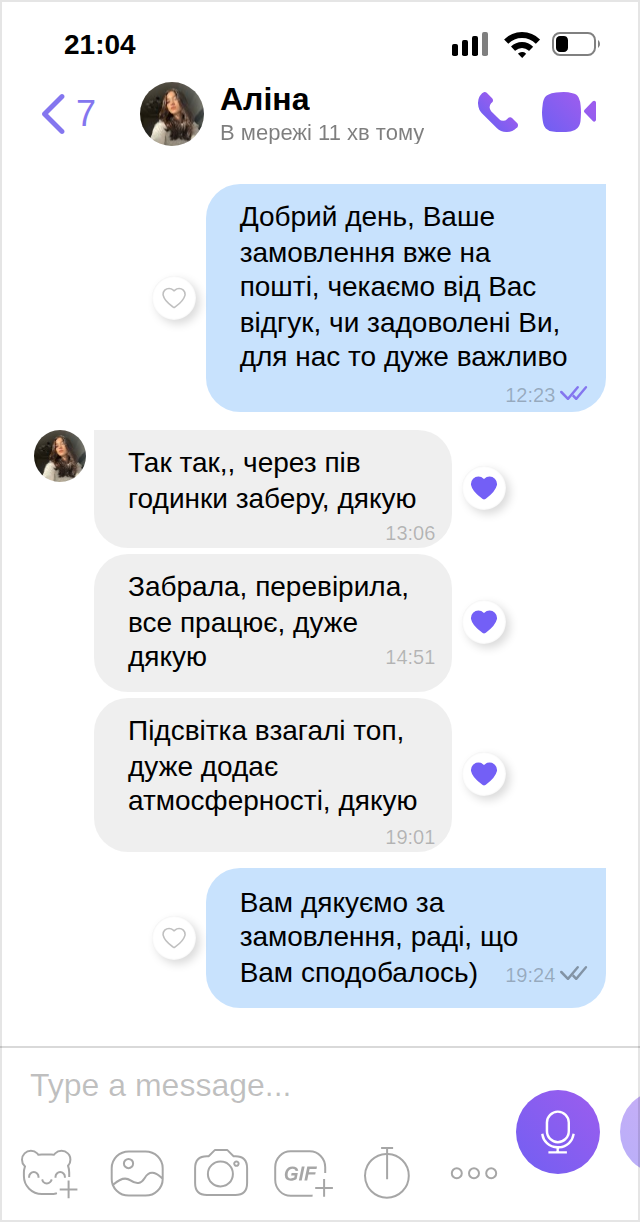 21:04
7
Аліна
В мережі 11 хв тому
Добрий день, Ваше
замовлення вже на
пошті, чекаємо від Вас
відгук, чи задоволені Ви,
для нас то дуже важливо
12:23
Так так,, через пів
годинки заберу, дякую
13:06
Забрала, перевірила,
все працює, дуже
дякую 14:51
Підсвітка взагалі топ,
дуже додає
атмосферності, дякую
19:01
Вам дякуємо за
замовлення, раді, що
Вам сподобалось) 19:24
Type a message...
GIF